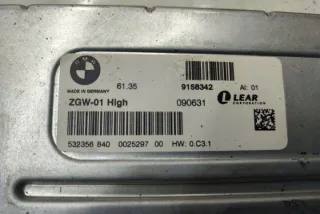 BMW
61.35
9158342
AI: 01
MADE IN GERMANY
ZGW-01 High
090631
LEAR
CORPORATION
532356 840 0025297 00 HW: 0.C3.1